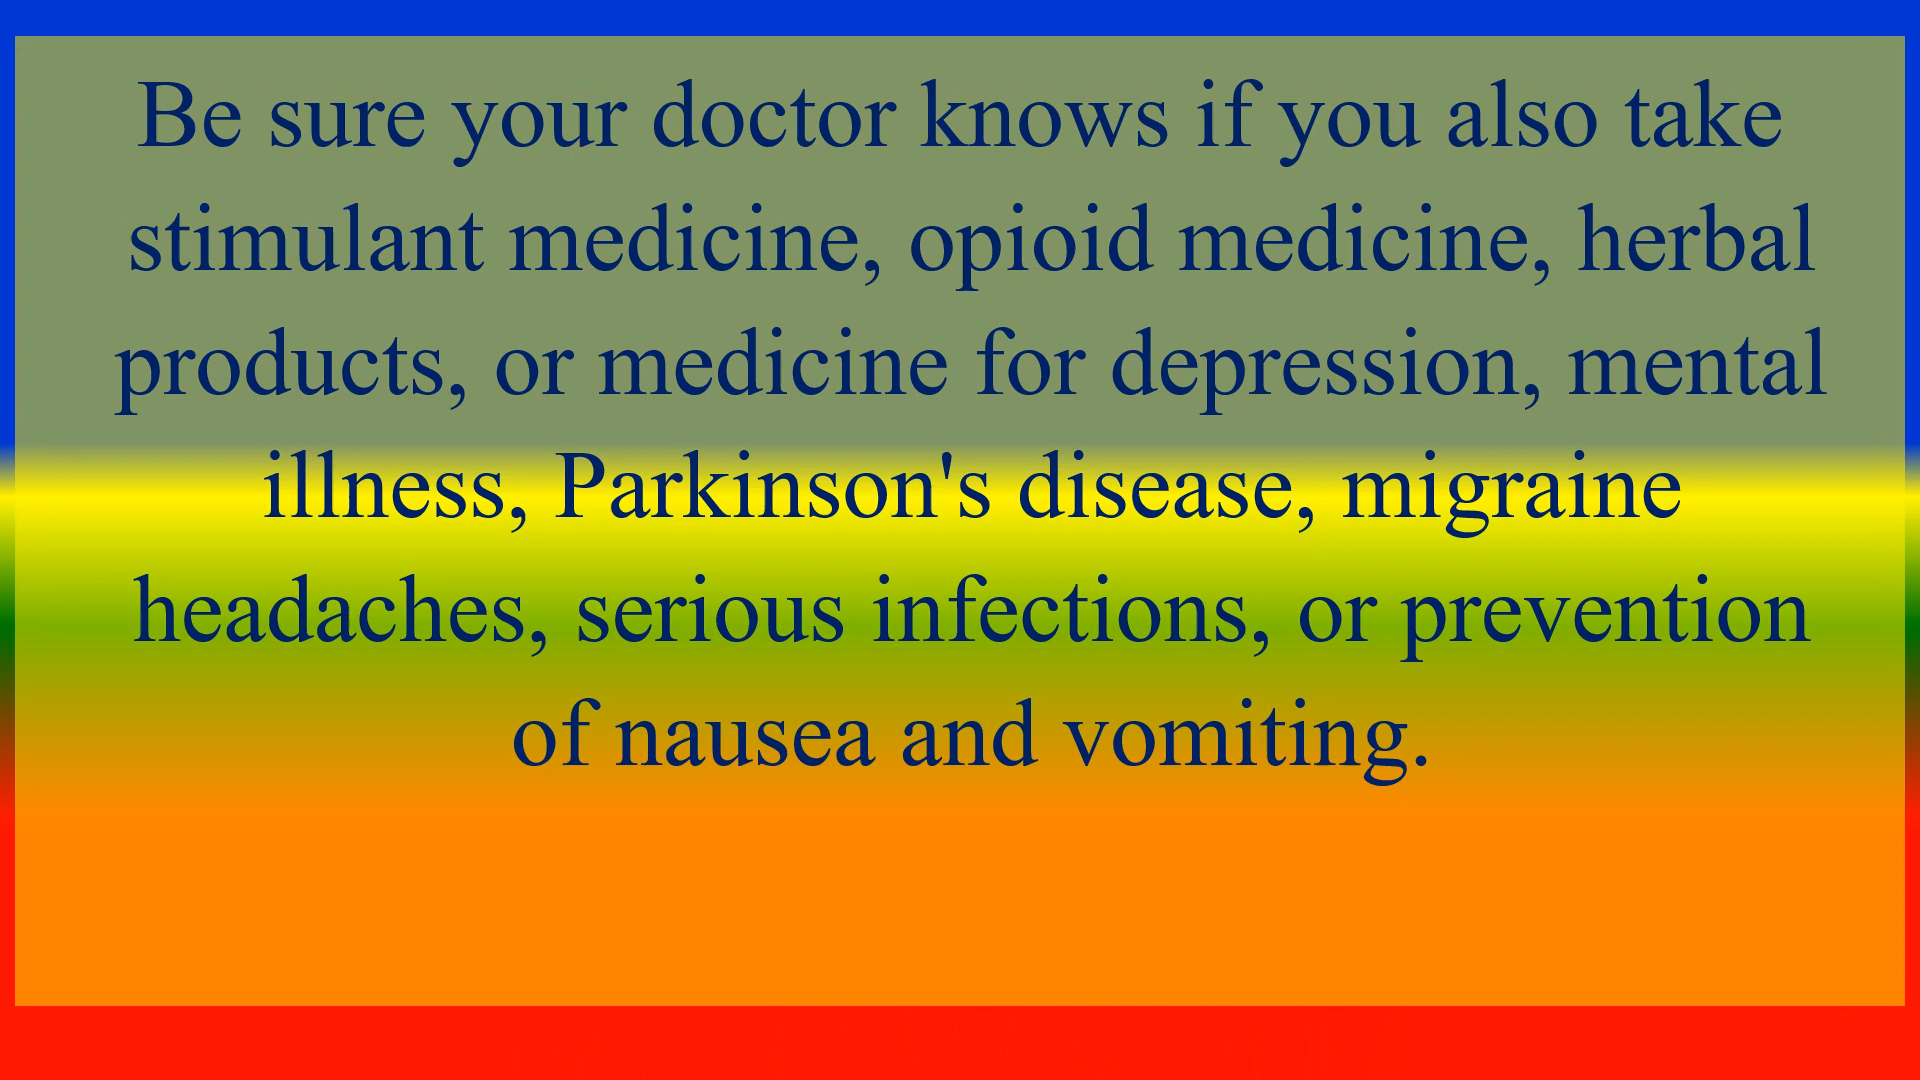 Be sure your doctor knows if you also take
stimulant medicine, opioid medicine, herbal
products, or medicine for depression, mental
illness, Parkinson's disease, migraine
headaches, serious infections, or prevention
of nausea and vomiting.